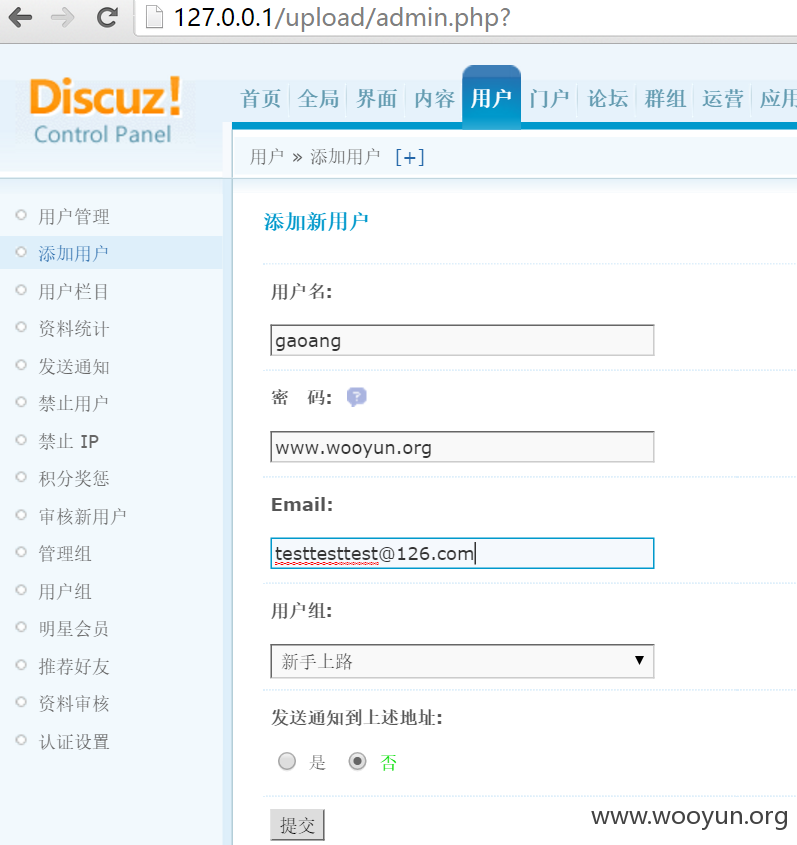 127.0.0.1/upload/admin.php?
Discuz!
Control Panel
首页 全局 界面 内容 用户 门户 论坛 群组 运营 应用
用户 » 添加用户 [+]
用户管理
添加用户
用户栏目
资料统计
发送通知
禁止用户
禁止 IP
积分奖惩
审核新用户
管理组
用户组
明星会员
推荐好友
资料审核
认证设置
添加新用户
用户名:
gaoang
密 码: ?
www.wooyun.org
Email:
testtesttest@126.com
用户组:
新手上路
发送通知到上述地址:
是 否
提交
www.wooyun.org